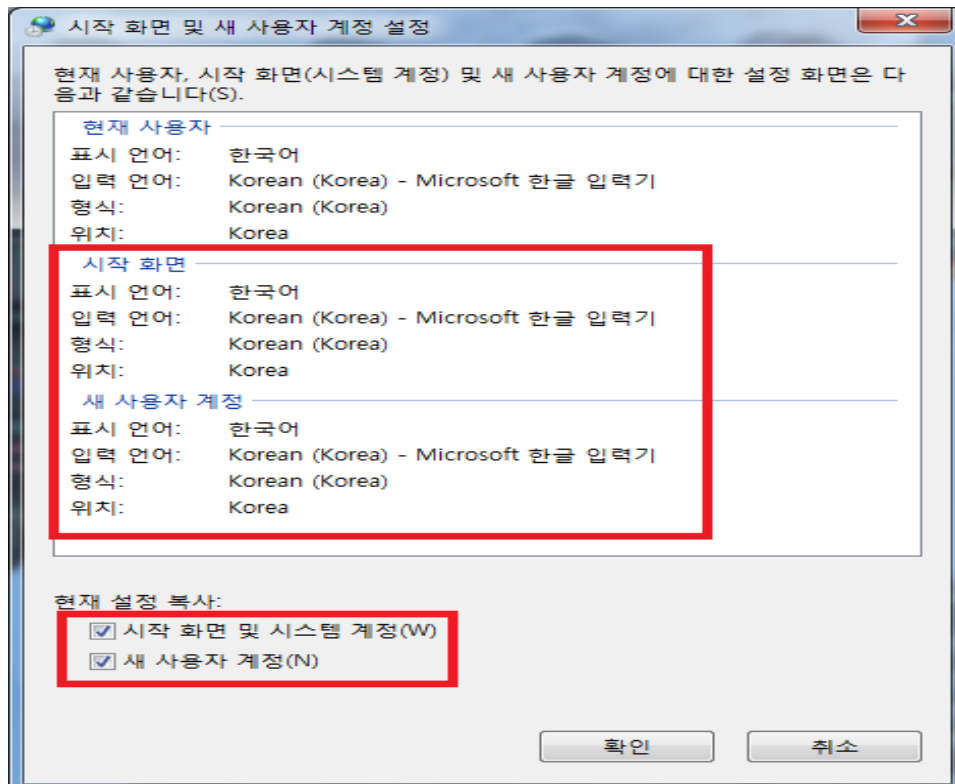 시작 화면 및 새 사용자 계정 설정
현재 사용자, 시작 화면(시스템 계정) 및 새 사용자 계정에 대한 설정 화면은 다
음과 같습니다(S).
현재 사용자
표시 언어: 한국어
입력 언어: Korean (Korea) - Microsoft 한글 입력기
형식: Korean (Korea)
위치: Korea
시작 화면
표시 언어: 한국어
입력 언어: Korean (Korea) - Microsoft 한글 입력기
형식: Korean (Korea)
위치: Korea
새 사용자 계정
표시 언어: 한국어
입력 언어: Korean (Korea) - Microsoft 한글 입력기
형식: Korean (Korea)
위치: Korea
현재 설정 복사:
시작 화면 및 시스템 계정(W)
새 사용자 계정(N)
확인 취소